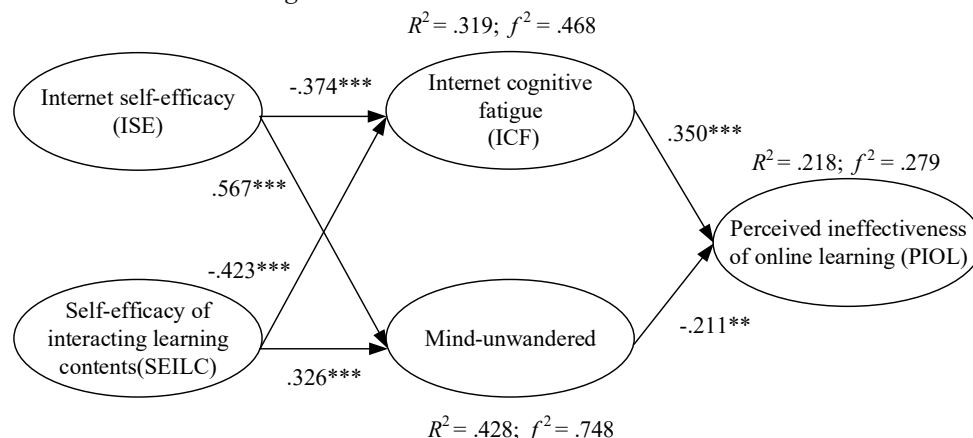 R² = .319; f² = .468
Internet self-efficacy
(ISE)
-.374***
Internet cognitive
fatigue
(ICF)
.350***
R² = .218; f² = .279
.567***
Perceived ineffectiveness
of online learning (PIOL)
-.423***
Self-efficacy of
interacting learning
contents(SEILC)
Mind-unwandered
-.211**
.326***
R² = .428; f² = .748